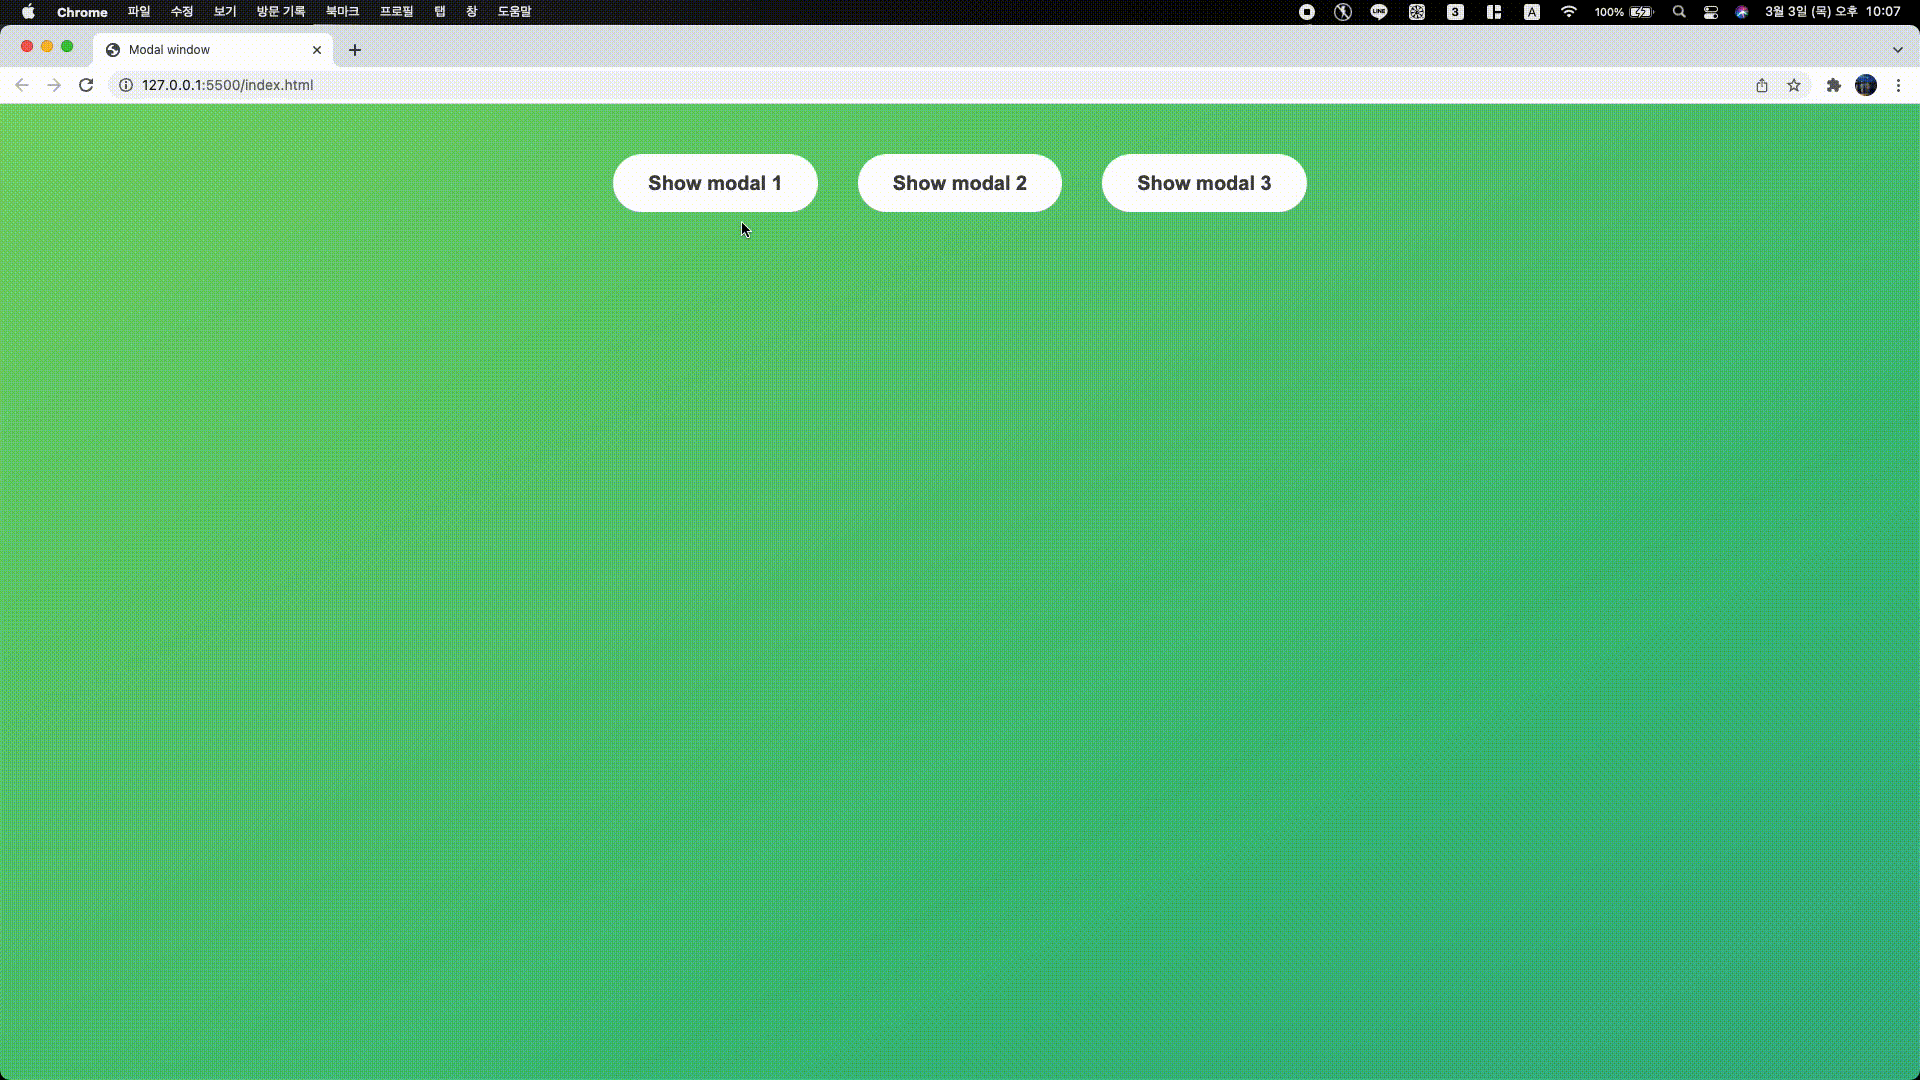 Chrome 파일 수정 보기 방문 기록 북마크 프로필 탭 창 도움말 LINE 3 A 100% 3월 3일 (목) 오후 10:07
Modal window
127.0.0.1:5500/index.html
Show modal 1 Show modal 2 Show modal 3